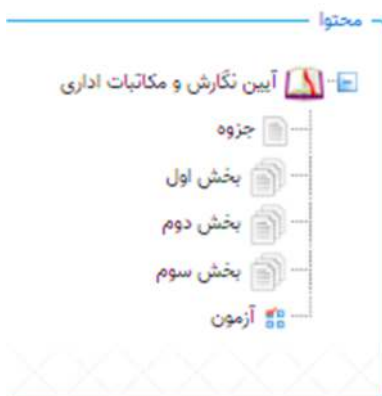 محتوا
آیین نگارش و مکاتبات اداری
جزوه
بخش اول
بخش دوم
بخش سوم
آزمون